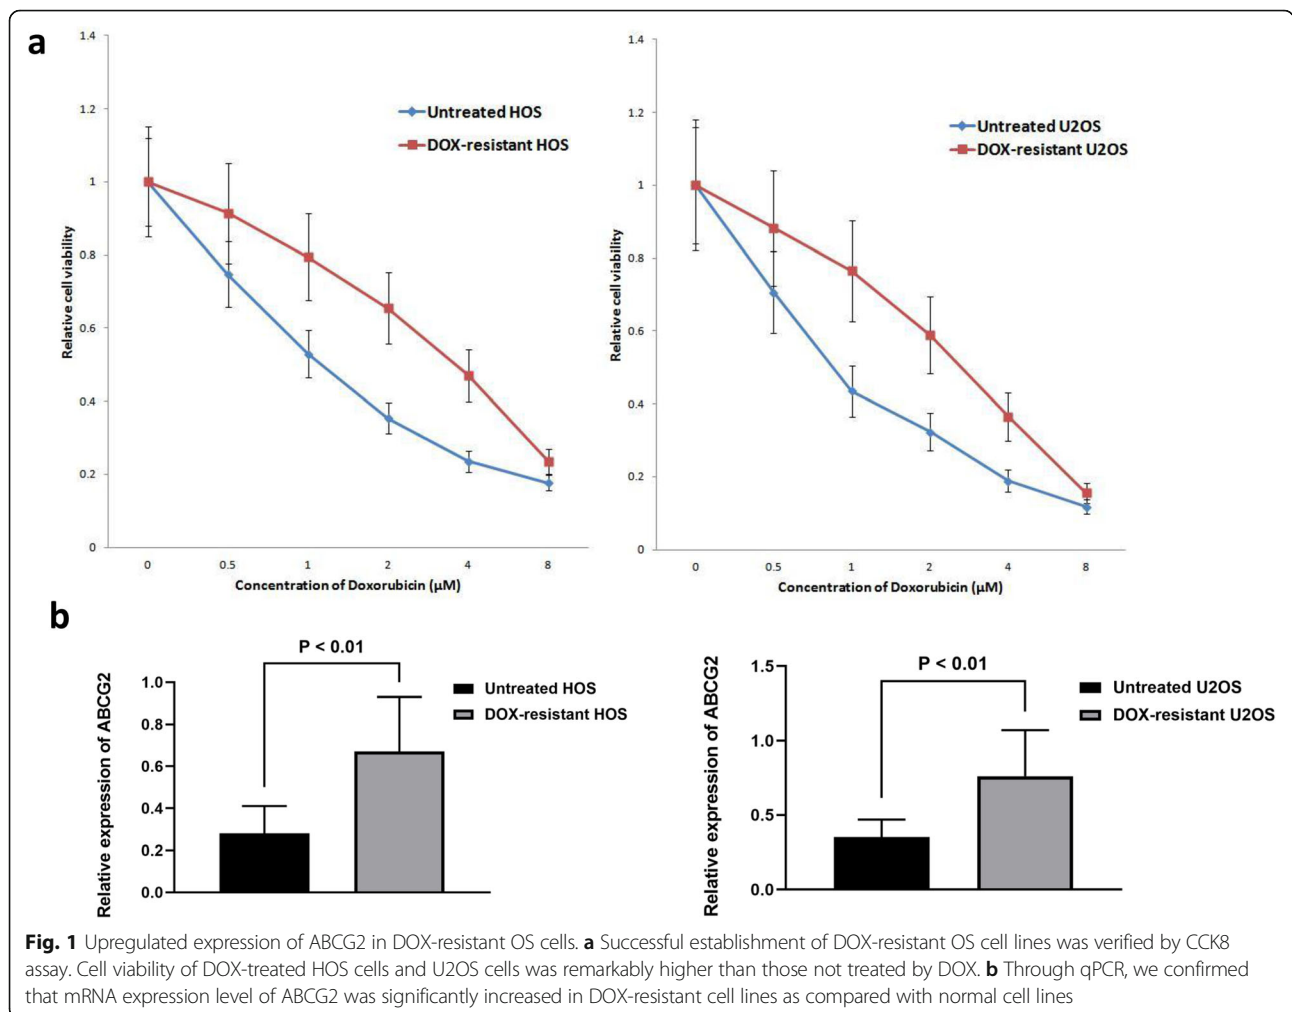 a
1.4
1.2
1
0.8
0.6
0.4
0.2
0
Relative cell viability
Untreated HOS
DOX-resistant HOS
0 0.5 1 2 4 8
Concentration of Doxorubicin (µM)
1.4
1.2
1
0.8
0.6
0.4
0.2
0
Relative cell viability
Untreated U2OS
DOX-resistant U2OS
0 0.5 1 2 4 8
Concentration of Doxorubicin (µM)
b
P < 0.01
1.0
0.8
0.6
0.4
0.2
0.0
Relative expression of ABCG2
Untreated HOS
DOX-resistant HOS
P < 0.01
1.5
1.0
0.5
0.0
Relative expression of ABCG2
Untreated U2OS
DOX-resistant U2OS
Fig. 1 Upregulated expression of ABCG2 in DOX-resistant OS cells. a Successful establishment of DOX-resistant OS cell lines was verified by CCK8
assay. Cell viability of DOX-treated HOS cells and U2OS cells was remarkably higher than those not treated by DOX. b Through qPCR, we confirmed
that mRNA expression level of ABCG2 was significantly increased in DOX-resistant cell lines as compared with normal cell lines